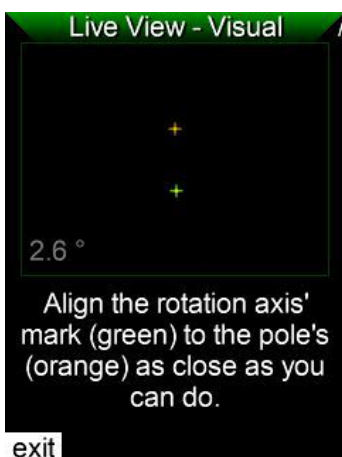 Live View - Visual
2.6 °
Align the rotation axis'
mark (green) to the pole's
(orange) as close as you
can do.
exit